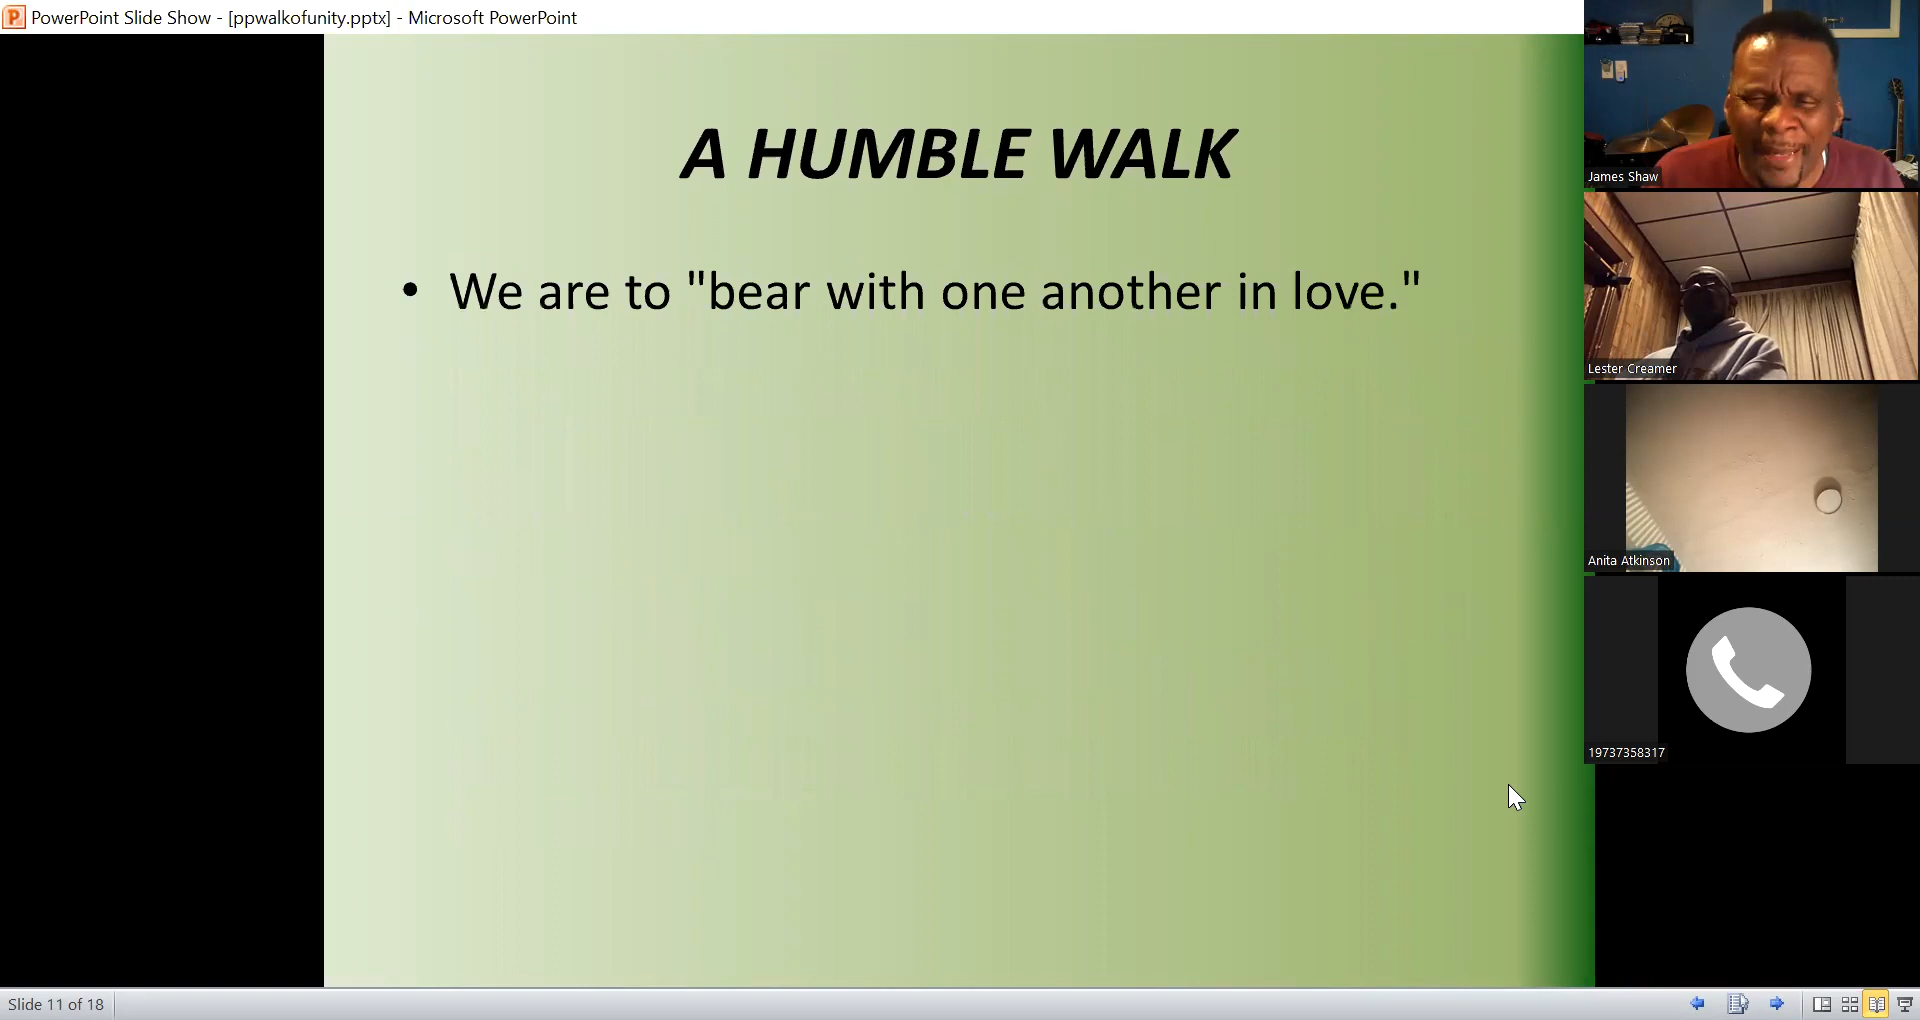 PowerPoint Slide Show - [ppwalkofunity.pptx] - Microsoft PowerPoint
A HUMBLE WALK
• We are to "bear with one another in love."
James Shaw
Lester Creamer
Anita Atkinson
19737358317
Slide 11 of 18